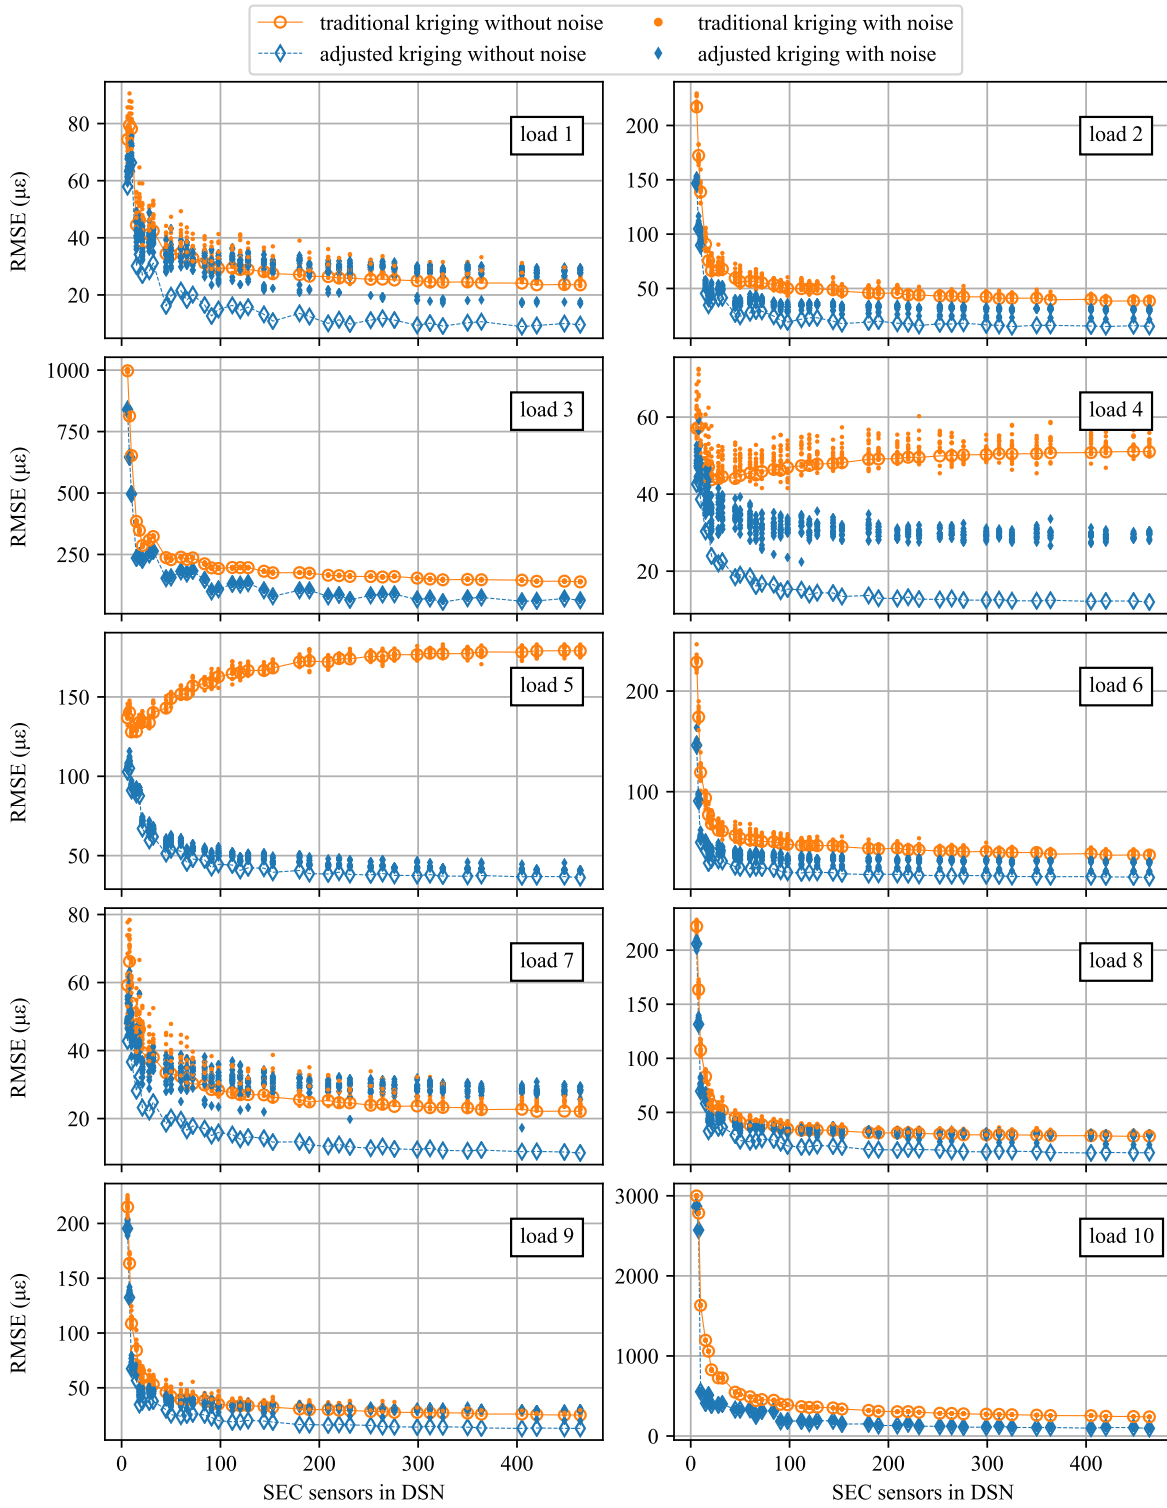 traditional kriging without noise
traditional kriging with noise
adjusted kriging without noise
adjusted kriging with noise
80
60
40
20
RMSE (με)
load 1
200
150
100
50
load 2
1000
750
500
250
RMSE (με)
load 3
60
40
20
load 4
150
100
50
RMSE (με)
load 5
200
100
load 6
80
60
40
20
RMSE (με)
load 7
200
150
100
50
load 8
200
150
100
50
RMSE (με)
load 9
3000
2000
1000
0
load 10
0 100 200 300 400
0 100 200 300 400
SEC sensors in DSN
SEC sensors in DSN